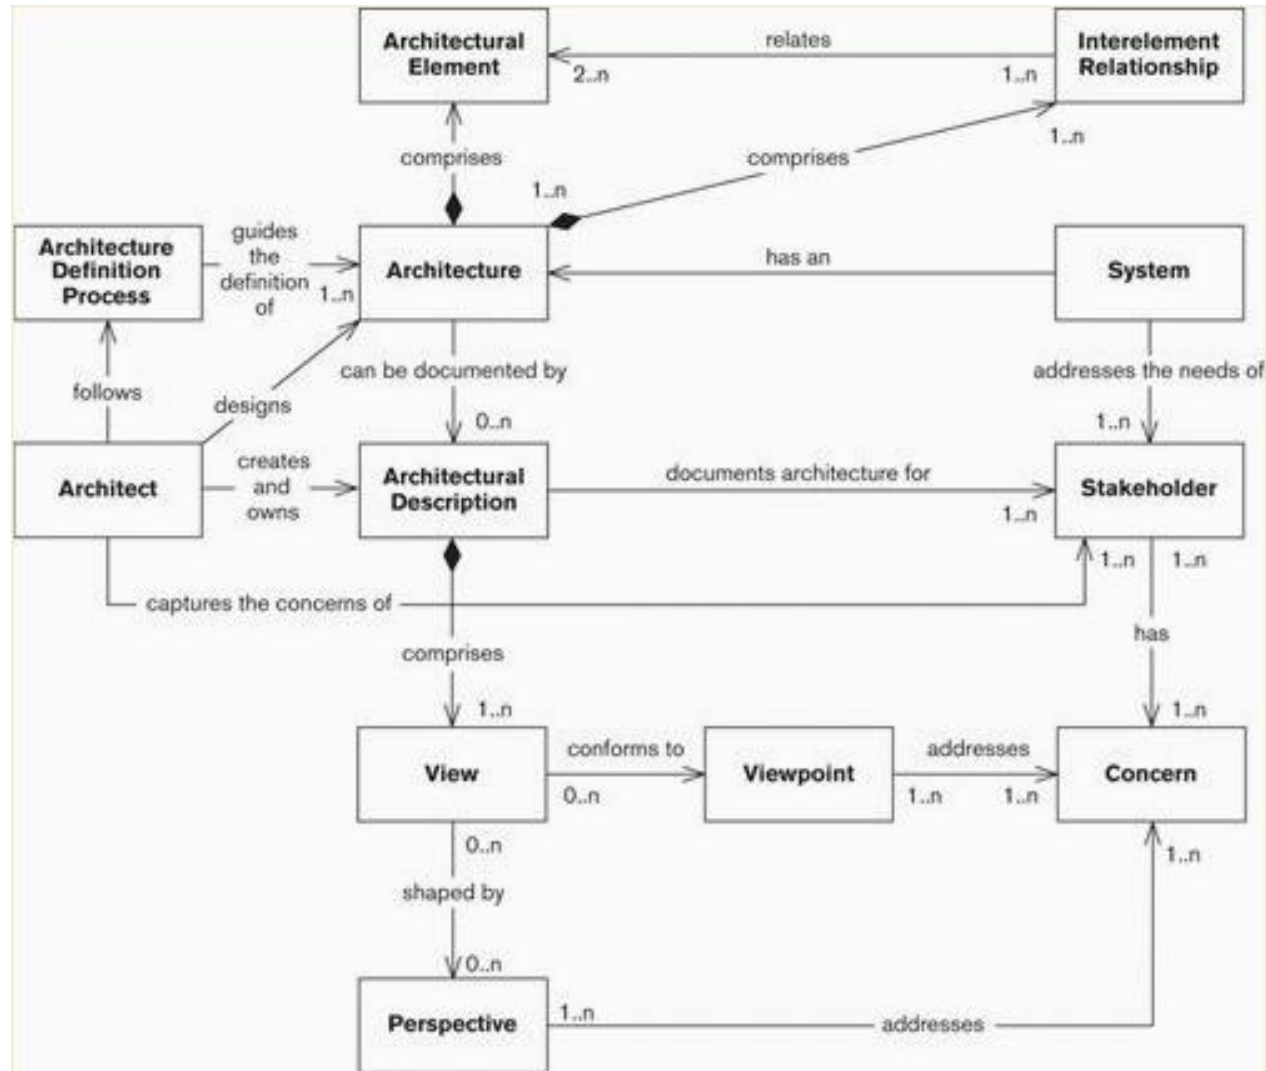 Architectural
Element
relates
2..n
1..n
Interelement
Relationship
1..n
comprises
comprises
1..n
Architecture
Definition
Process
guides
the
definition
of
1..n
Architecture
has an
System
follows
designs
can be documented by
0..n
addresses the needs of
1..n
Architect
creates
and
owns
Architectural
Description
documents architecture for
1..n
Stakeholder
1..n
1..n
captures the concerns of
has
comprises
1..n
1..n
View
conforms to
0..n
Viewpoint
addresses
1..n
1..n
Concern
0..n
1..n
shaped by
0..n
Perspective
1..n
addresses